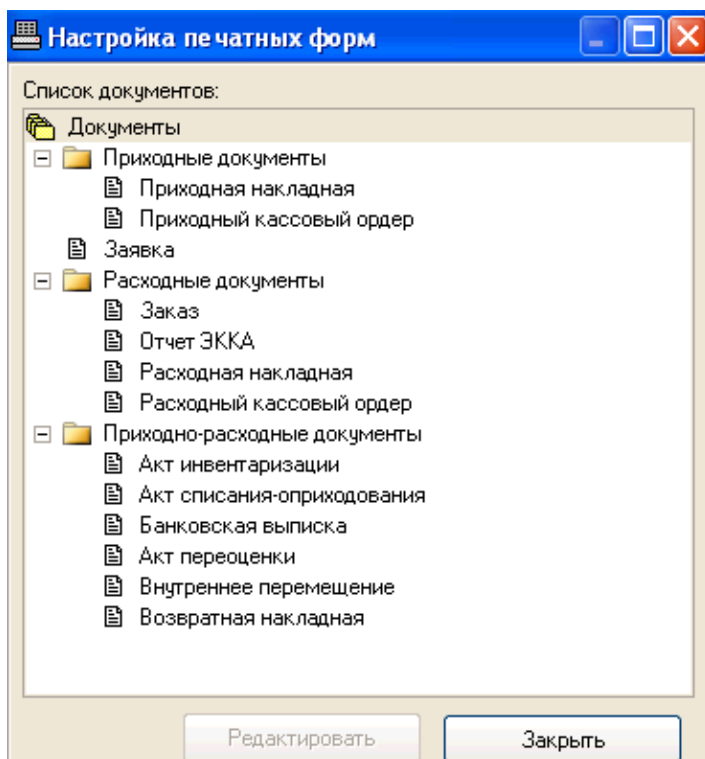 Настройка печатных форм
Список документов:
Документы
Приходные документы
Приходная накладная
Приходный кассовый ордер
Заявка
Расходные документы
Заказ
Отчет ЭККА
Расходная накладная
Расходный кассовый ордер
Приходно-расходные документы
Акт инвентаризации
Акт списания-оприходования
Банковская выписка
Акт переоценки
Внутреннее перемещение
Возвратная накладная
Редактировать Закрыть